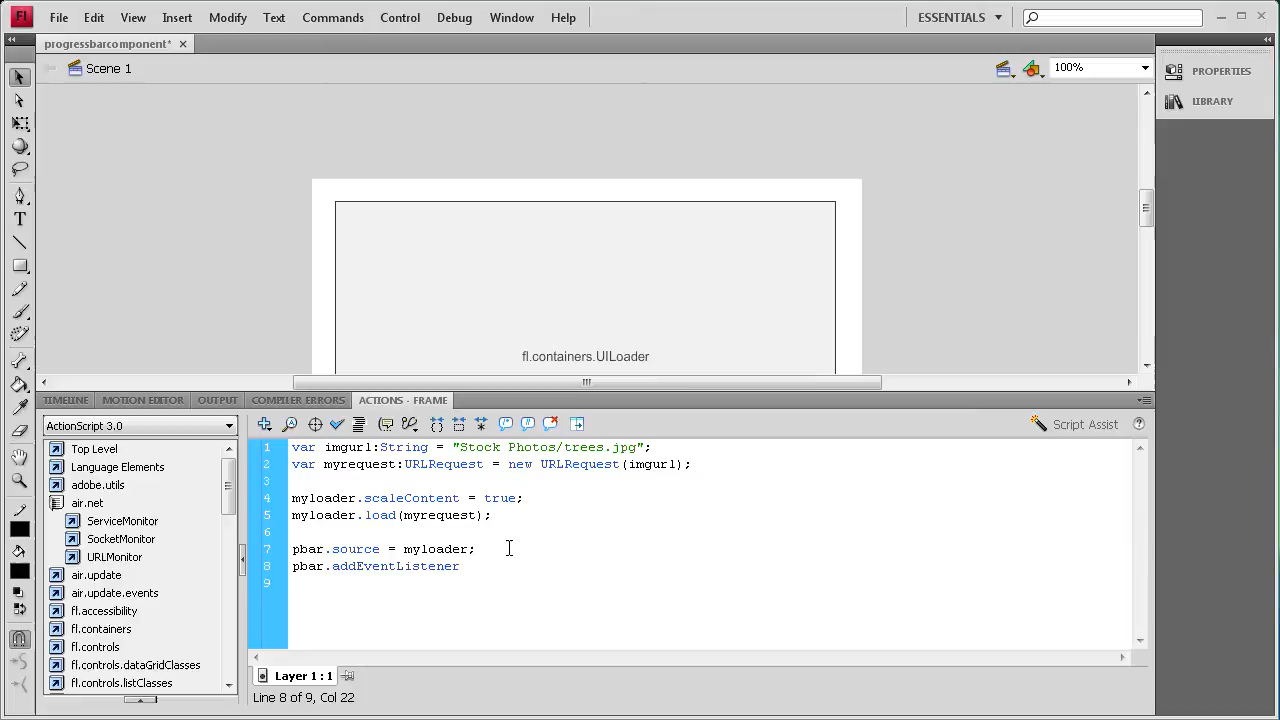 Fl File Edit View Insert Modify Text Commands Control Debug Window Help ESSENTIALS
progressbarcomponent* ×
Scene 1 100%
PROPERTIES
LIBRARY
fl.containers.UILoader
TIMELINE MOTION EDITOR OUTPUT COMPILER ERRORS ACTIONS - FRAME
ActionScript 3.0
Script Assist
Top Level
Language Elements
adobe.utils
air.net
ServiceMonitor
SocketMonitor
URLMonitor
air.update
air.update.events
fl.accessibility
fl.containers
fl.controls
fl.controls.dataGridClasses
fl.controls.listClasses
1 var imgurl:String = "Stock Photos/trees.jpg";
2 var myrequest:URLRequest = new URLRequest(imgurl);
3
4 myloader.scaleContent = true;
5 myloader.load(myrequest);
6
7 pbar.source = myloader;
8 pbar.addEventListener
9
Layer 1 : 1
Line 8 of 9, Col 22